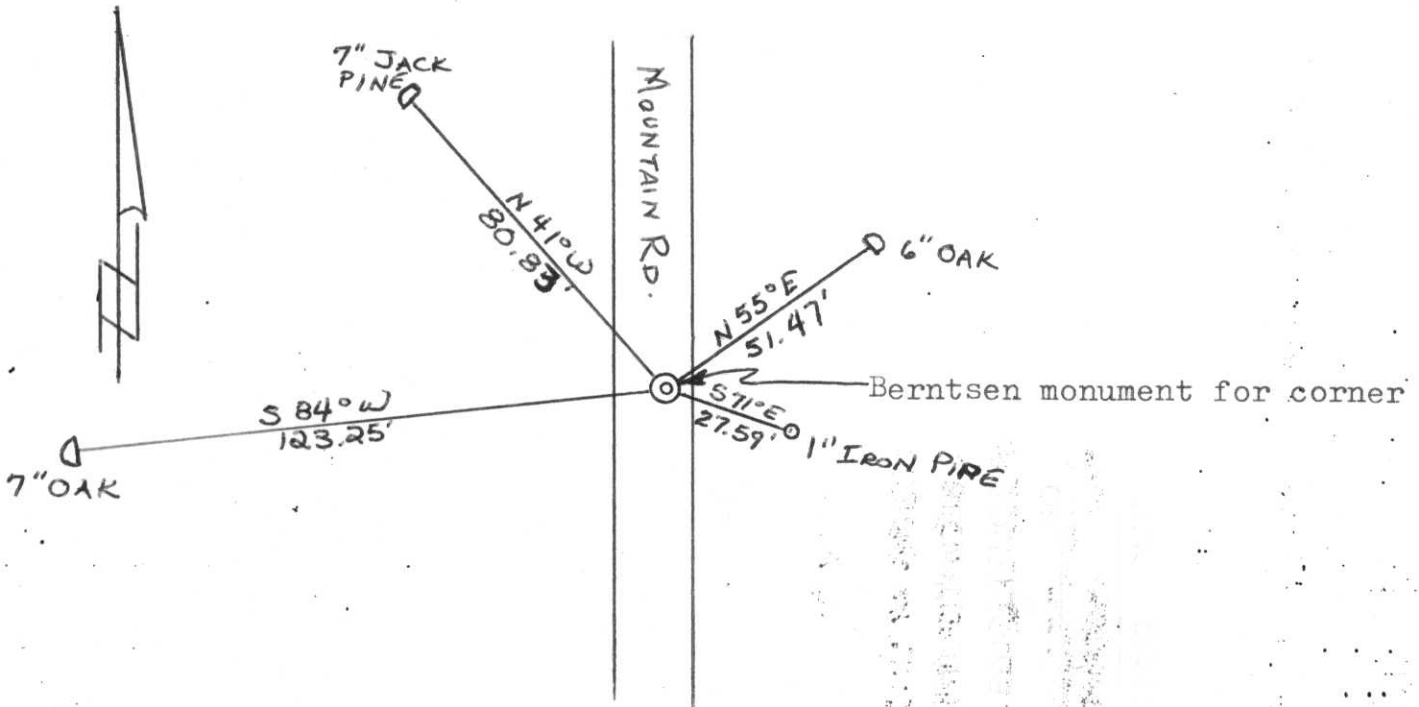 7" JACK
PINE
MOUNTAIN RD.
N 41° W
80.83'
6" OAK
N 55° E
51.47'
Berntsen monument for corner
S 71° E
27.59'
1" IRON PIPE
S 84° W
123.25'
7" OAK
N